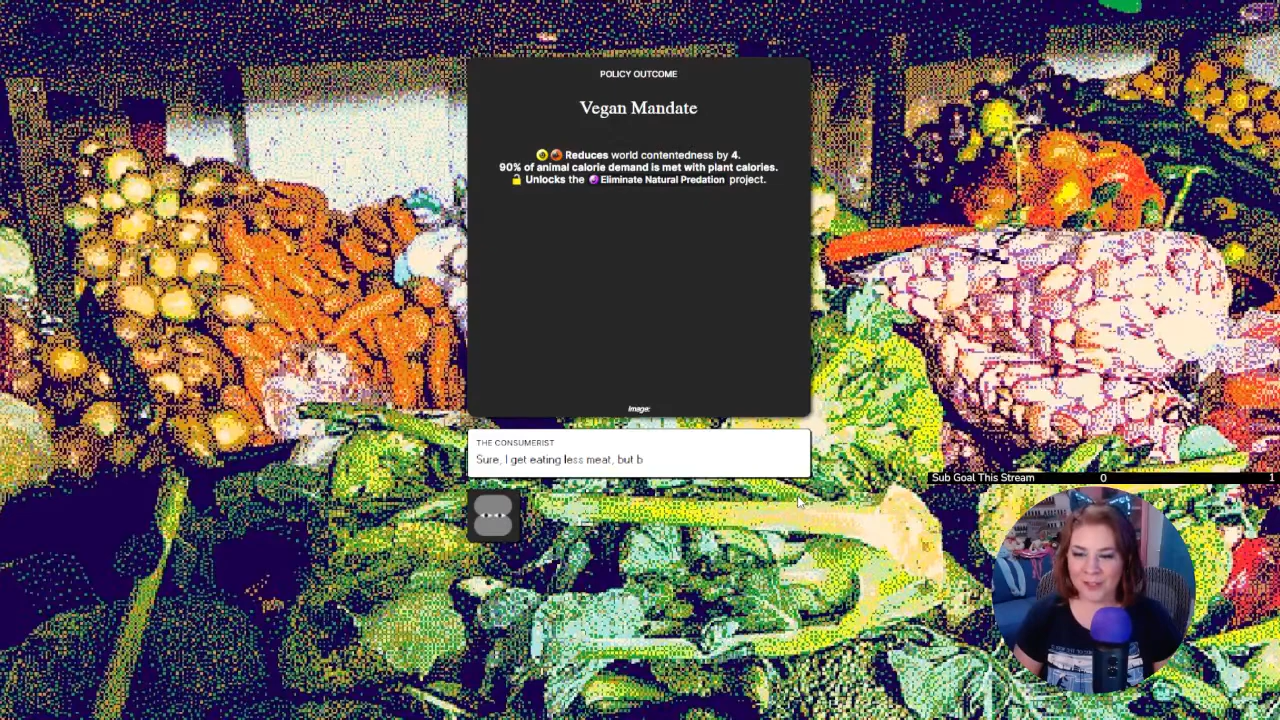 POLICY OUTCOME
Vegan Mandate
Reduces world contentedness by 4.
90% of animal calorie demand is met with plant calories.
Unlocks the Eliminate Natural Predation project.
Image:
THE CONSUMERIST
Sure, I get eating less meat, but b
Sub Goal This Stream 0 1